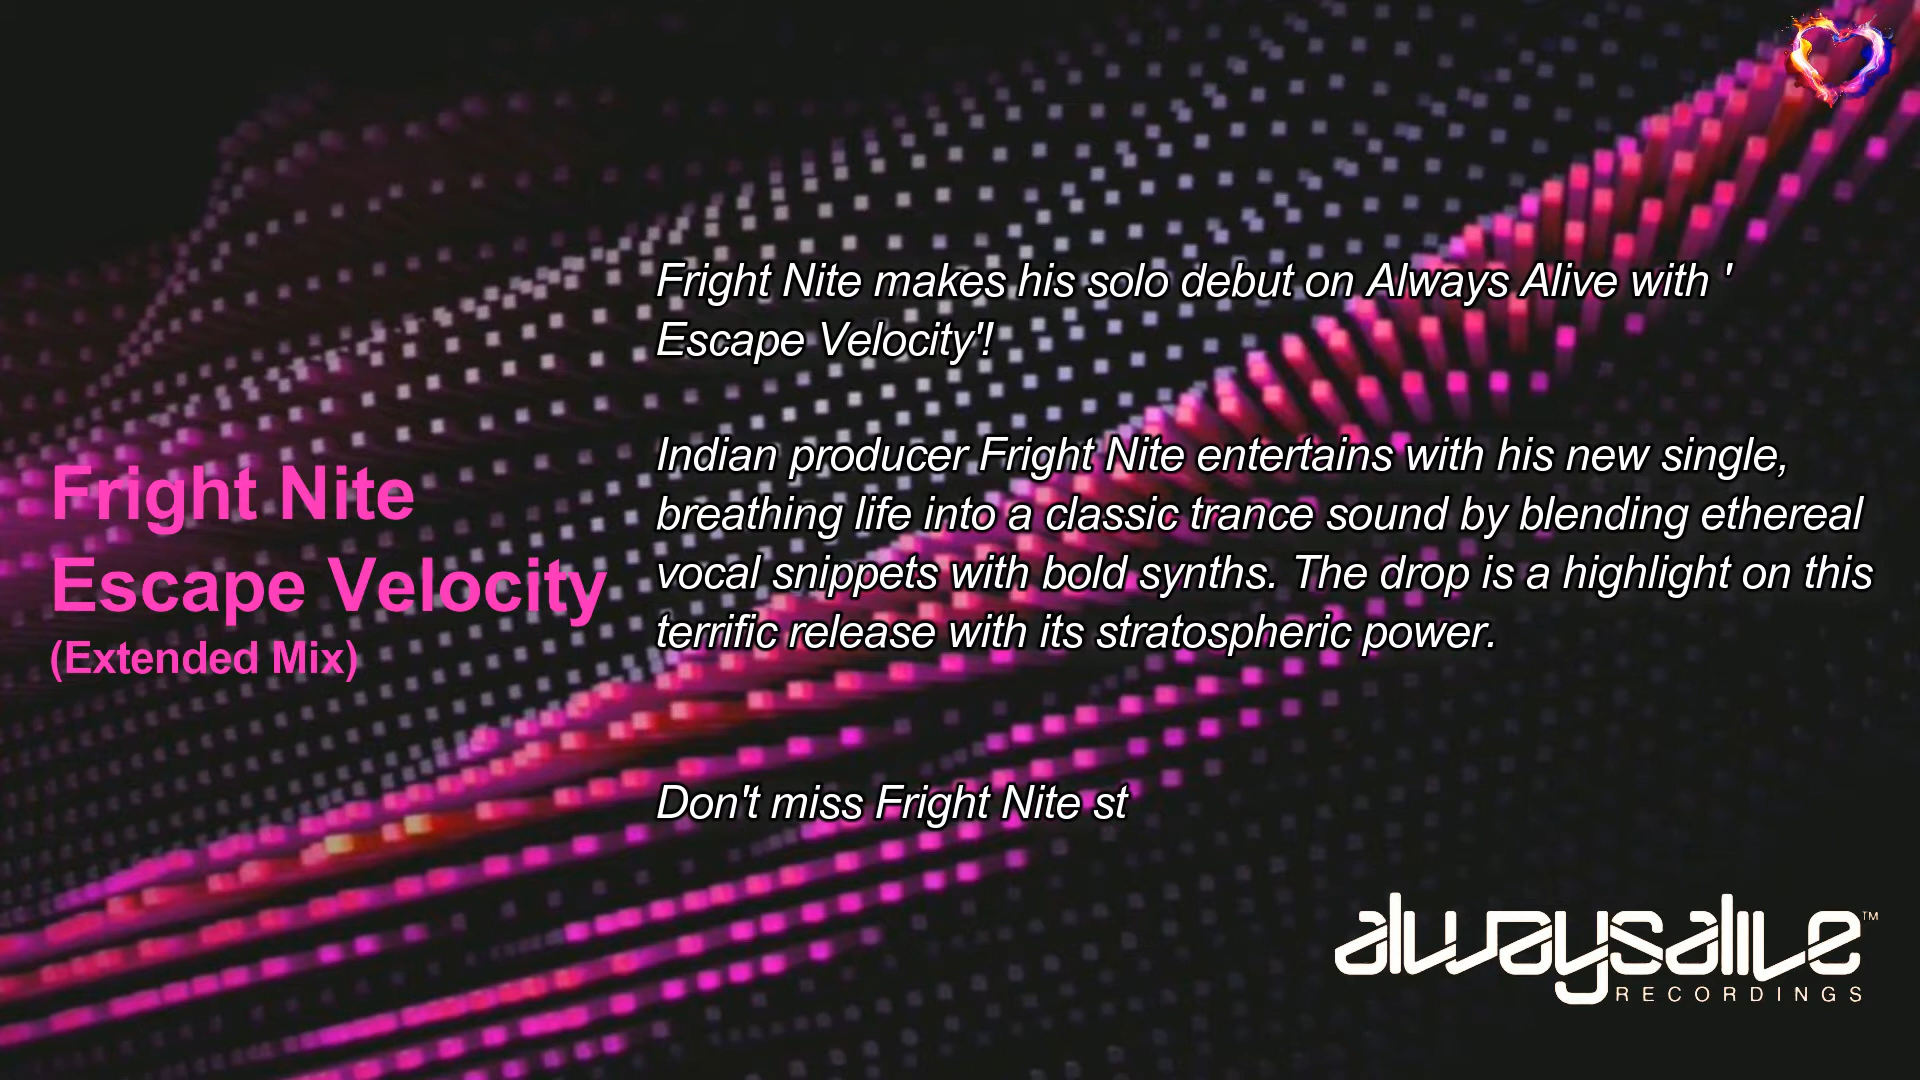 Fright Nite
Escape Velocity
(Extended Mix)
Fright Nite makes his solo debut on Always Alive with '
Escape Velocity'!
Indian producer Fright Nite entertains with his new single,
breathing life into a classic trance sound by blending ethereal
vocal snippets with bold synths. The drop is a highlight on this
terrific release with its stratospheric power.
Don't miss Fright Nite st
alwaysalive™
RECORDINGS